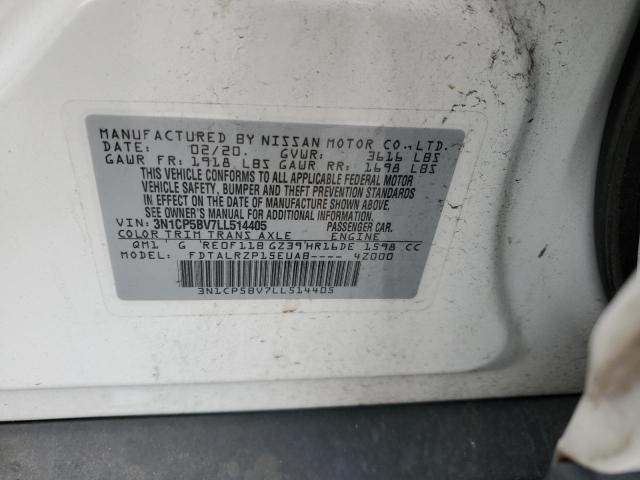 MANUFACTURED BY NISSAN MOTOR CO.,LTD.
DATE: 02/20 GVWR: 3616 LBS
GAWR FR: 1918 LBS GAWR RR: 1698 LBS
THIS VEHICLE CONFORMS TO ALL APPLICABLE FEDERAL MOTOR
VEHICLE SAFETY, BUMPER AND THEFT PREVENTION STANDARDS
IN EFFECT ON THE DATE OF MANUFACTURE SHOWN ABOVE.
SEE OWNER'S MANUAL FOR ADDITIONAL INFORMATION.
VIN: 3N1CP5BV7LL514405 PASSENGER CAR.
COLOR TRIM TRANS AXLE ENGINE
QM1 G RE0F11B GZ39 HR16DE 1598 CC
MODEL: FDTALRZP15EUAB---- 4Z000
3N1CP5BV7LL514405